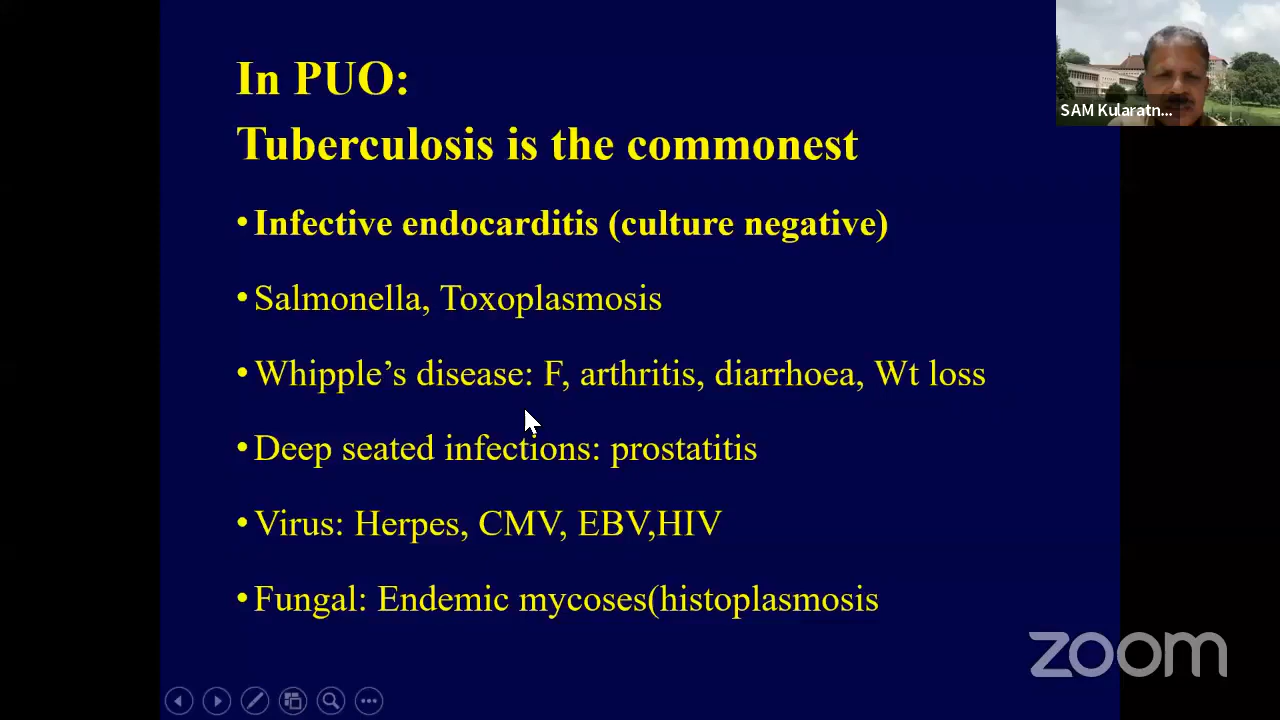 In PUO:
Tuberculosis is the commonest
• Infective endocarditis (culture negative)
• Salmonella, Toxoplasmosis
• Whipple’s disease: F, arthritis, diarrhoea, Wt loss
• Deep seated infections: prostatitis
• Virus: Herpes, CMV, EBV,HIV
• Fungal: Endemic mycoses(histoplasmosis
SAM Kularatn...
zoom